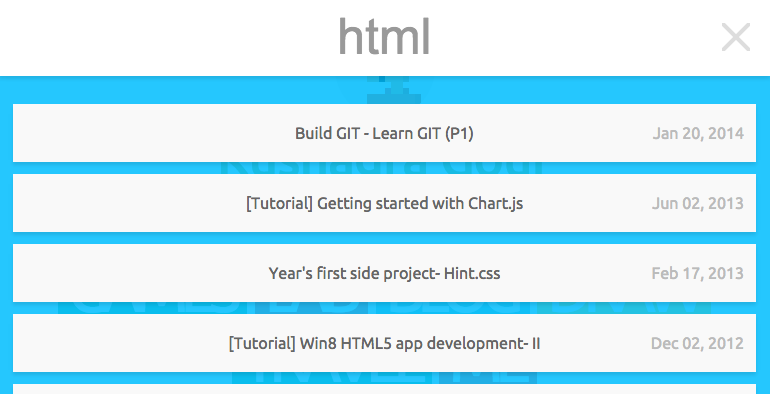 html
Build GIT - Learn GIT (P1) Jan 20, 2014
[Tutorial] Getting started with Chart.js Jun 02, 2013
Year's first side project- Hint.css Feb 17, 2013
[Tutorial] Win8 HTML5 app development- II Dec 02, 2012